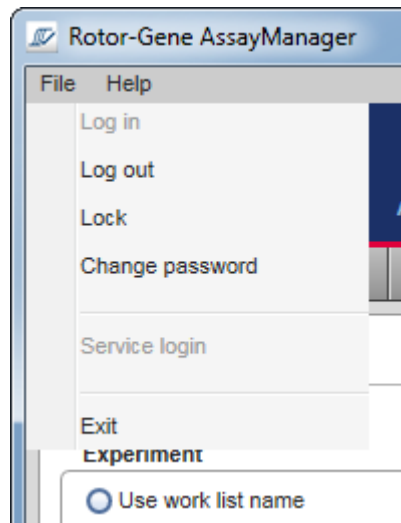 Rotor-Gene AssayManager
File Help
Log in
Log out
Lock
Change password
Service login
Exit
Experiment
Use work list name